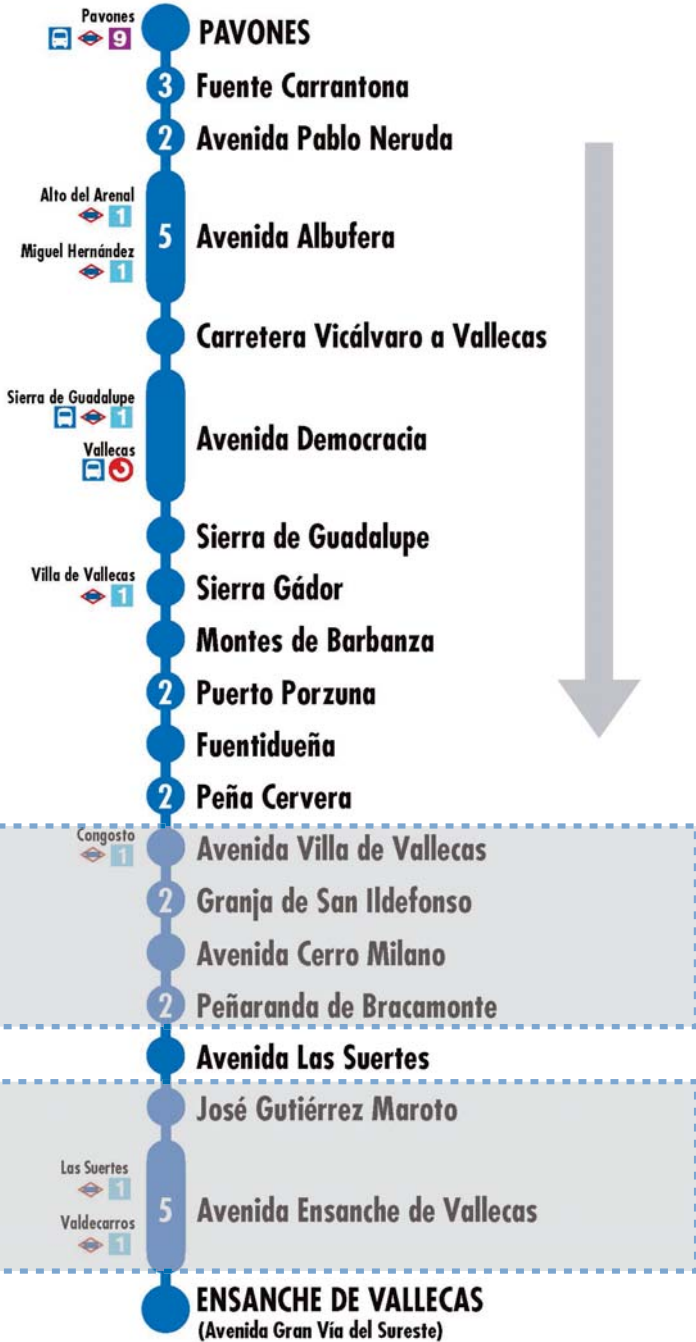 Pavones
9
PAVONES
3
Fuente Carrantona
2
Avenida Pablo Neruda
Alto del Arenal
1
Miguel Hernández
1
5
Avenida Albufera
Carretera Vicálvaro a Vallecas
Sierra de Guadalupe
1
Vallecas
Avenida Democracia
Sierra de Guadalupe
Villa de Vallecas
1
Sierra Gádor
Montes de Barbanza
2
Puerto Porzuna
Fuentidueña
2
Peña Cervera
Congosto
1
Avenida Villa de Vallecas
2
Granja de San Ildefonso
Avenida Cerro Milano
2
Peñaranda de Bracamonte
Avenida Las Suertes
José Gutiérrez Maroto
Las Suertes
1
Valdecarros
1
5
Avenida Ensanche de Vallecas
ENSANCHE DE VALLECAS
(Avenida Gran Vía del Sureste)